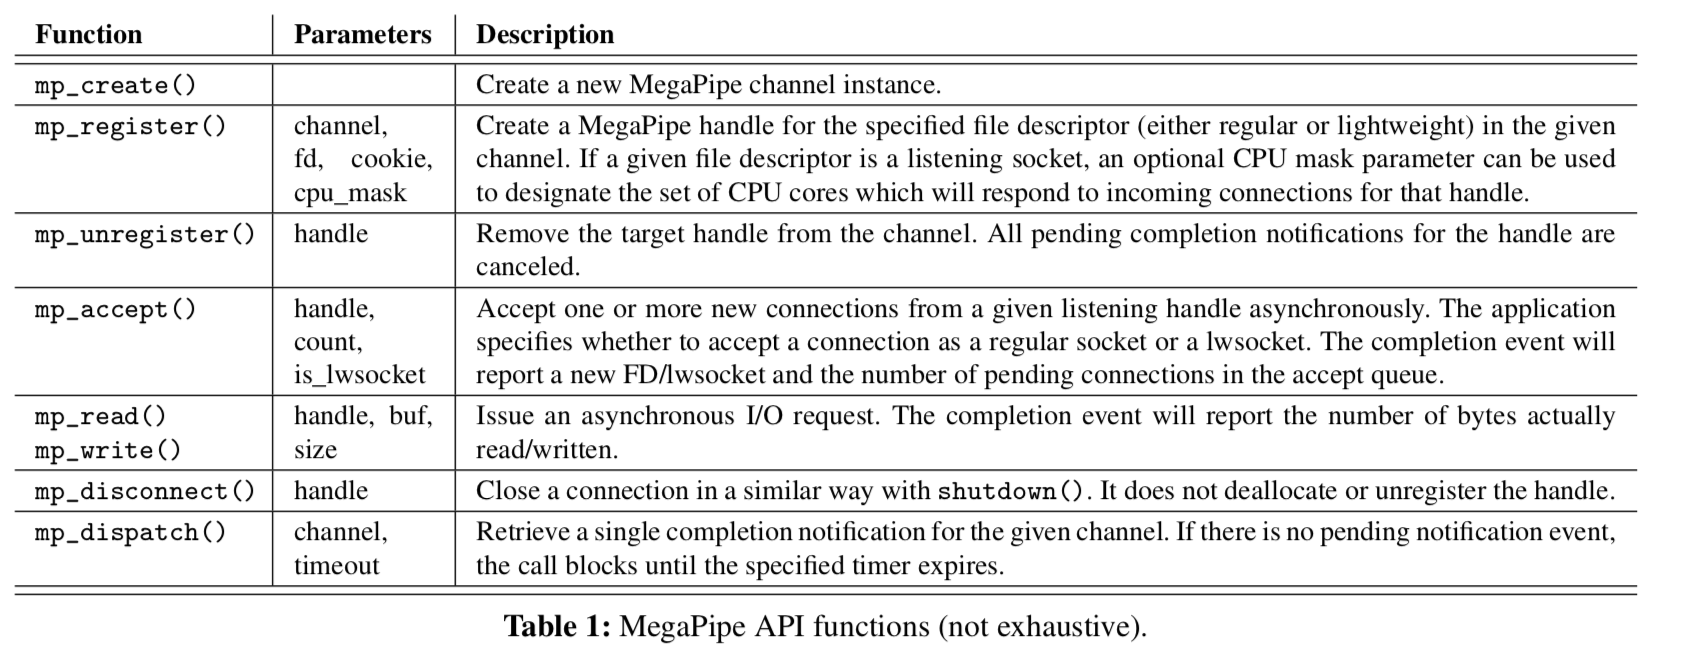 Function Parameters Description
mp_create() Create a new MegaPipe channel instance.
mp_register() channel, Create a MegaPipe handle for the specified file descriptor (either regular or lightweight) in the given
fd, cookie, channel. If a given file descriptor is a listening socket, an optional CPU mask parameter can be used
cpu_mask to designate the set of CPU cores which will respond to incoming connections for that handle.
mp_unregister() handle Remove the target handle from the channel. All pending completion notifications for the handle are
canceled.
mp_accept() handle, Accept one or more new connections from a given listening handle asynchronously. The application
count, specifies whether to accept a connection as a regular socket or a lwsocket. The completion event will
is_lwsocket report a new FD/lwsocket and the number of pending connections in the accept queue.
mp_read() handle, buf, Issue an asynchronous I/O request. The completion event will report the number of bytes actually
mp_write() size read/written.
mp_disconnect() handle Close a connection in a similar way with shutdown(). It does not deallocate or unregister the handle.
mp_dispatch() channel, Retrieve a single completion notification for the given channel. If there is no pending notification event,
timeout the call blocks until the specified timer expires.
Table 1: MegaPipe API functions (not exhaustive).